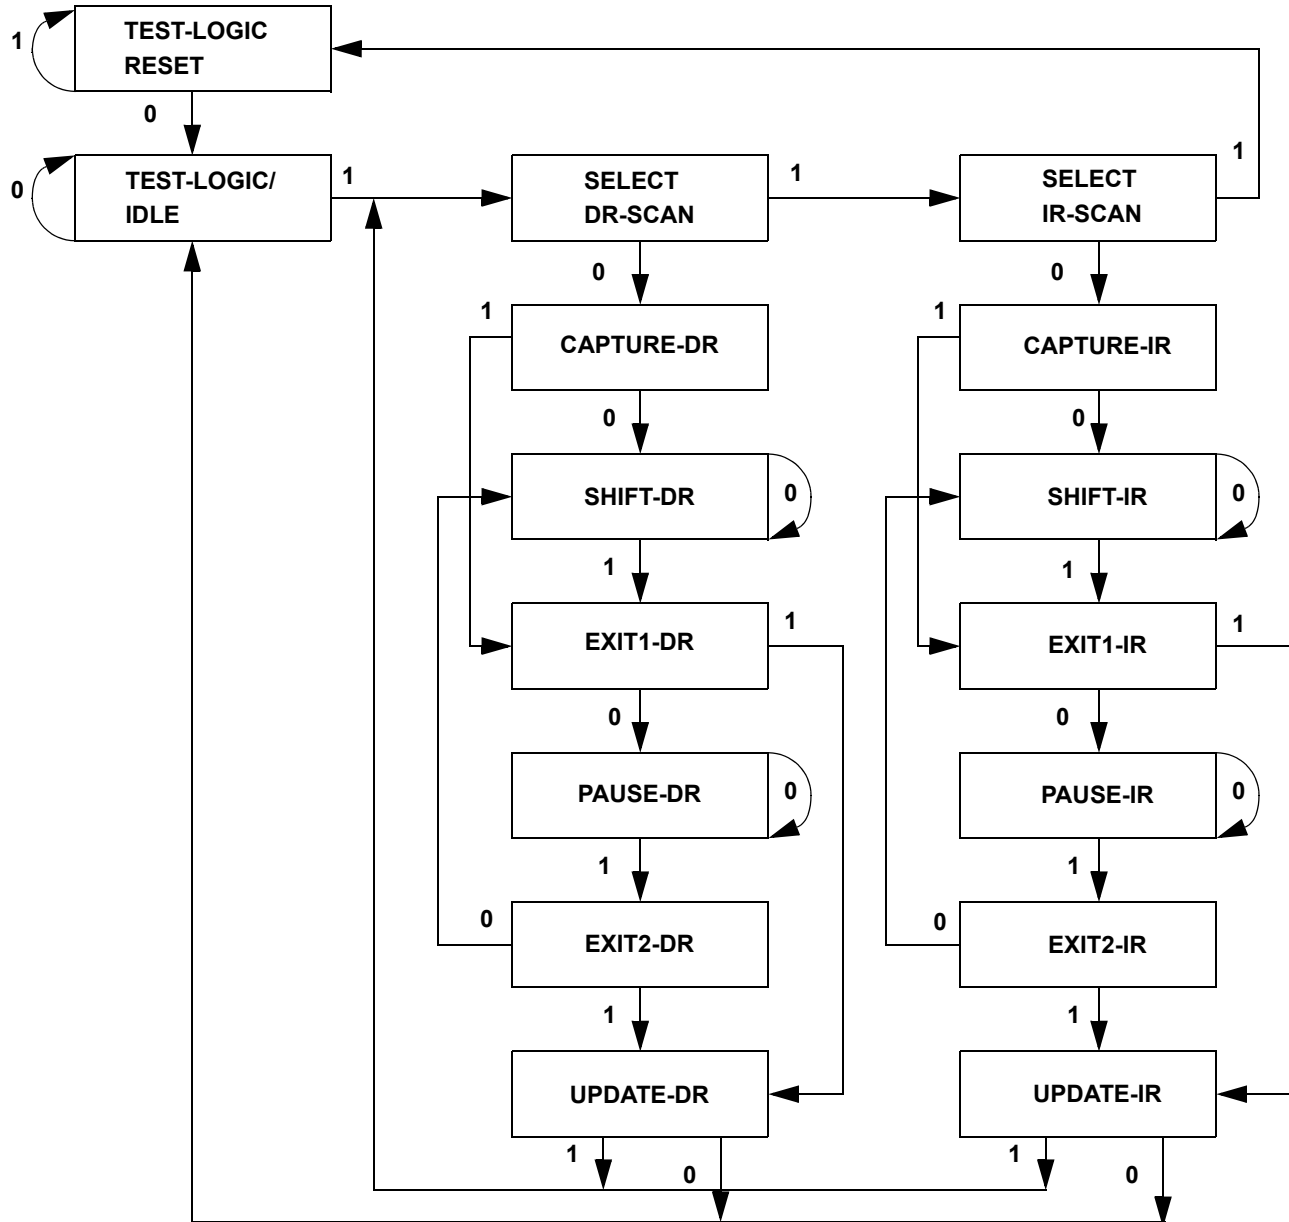 1
TEST-LOGIC
RESET
0
0
TEST-LOGIC/
IDLE
1
SELECT
DR-SCAN
1
SELECT
IR-SCAN
1
0
0
1
CAPTURE-DR
1
CAPTURE-IR
0
0
SHIFT-DR
0
SHIFT-IR
0
1
1
EXIT1-DR
1
EXIT1-IR
1
0
0
PAUSE-DR
0
PAUSE-IR
0
1
1
0
EXIT2-DR
0
EXIT2-IR
1
1
UPDATE-DR
UPDATE-IR
1
0
1
0